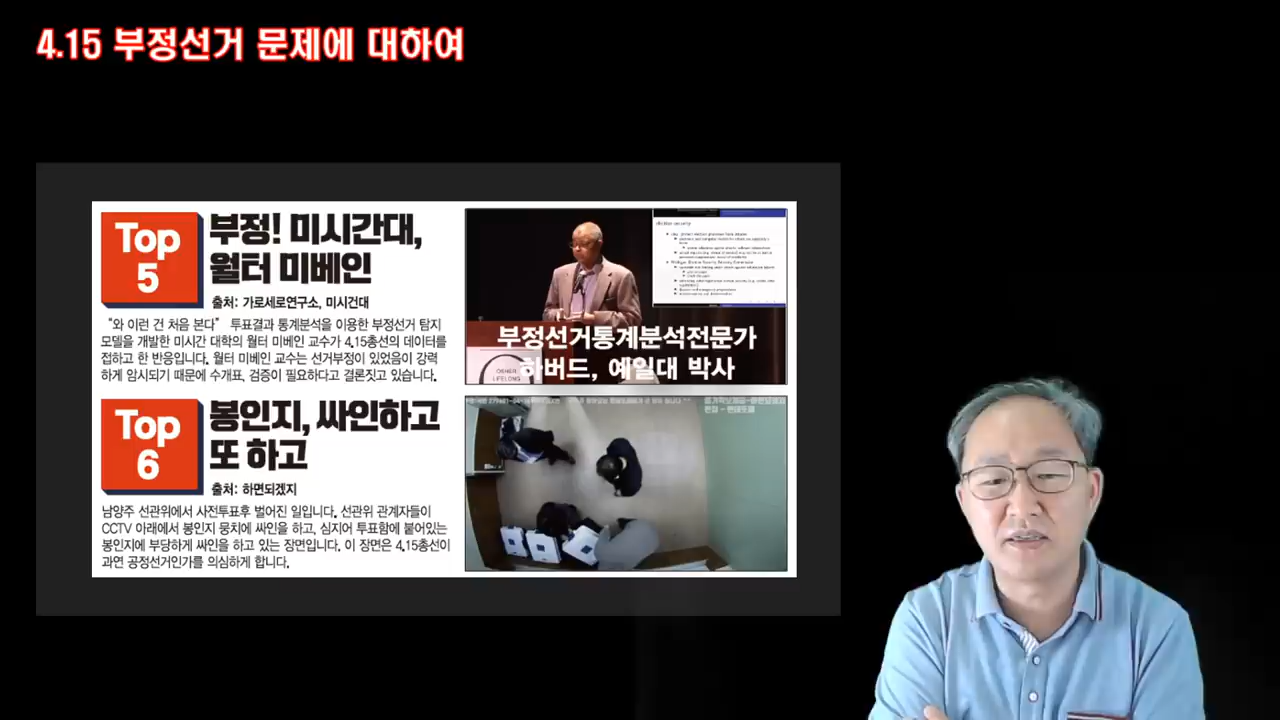 4.15 부정선거 문제에 대하여
Top
5
부정! 미시간대,
월터 미베인
출처: 가로세로연구소, 미시간대
“와 이런 건 처음 본다” 투표결과 통계분석을 이용한 부정선거 탐지
모델을 개발한 미시간 대학의 월터 미베인 교수가 4.15총선의 데이터를
접하고 한 반응입니다. 월터 미베인 교수는 선거부정이 있었음이 강력
하게 암시되기 때문에 수개표, 검증이 필요하다고 결론짓고 있습니다.
부정선거통계분석전문가
하버드, 예일대 박사
OSHER
LIFELONG
Top
6
봉인지, 싸인하고
또 하고
출처: 하면되겠지
남양주 선관위에서 사전투표후 벌어진 일입니다. 선관위 관계자들이
CCTV 아래에서 봉인지 뭉치에 싸인을 하고, 심지어 투표함에 붙어있는
봉인지에 부당하게 싸인을 하고 있는 장면입니다. 이 장면은 4.15총선이
과연 공정선거인가를 의심하게 합니다.